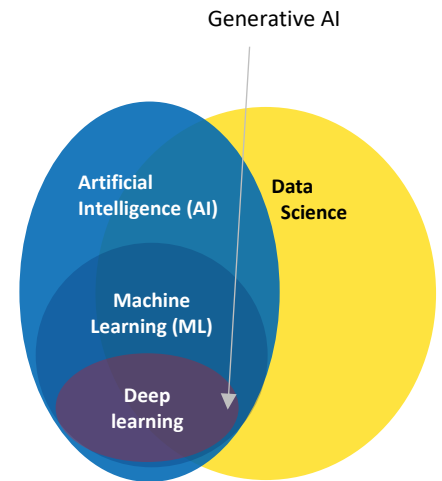 Generative AI
Artificial
Intelligence (AI)
Data
Science
Machine
Learning (ML)
Deep
learning